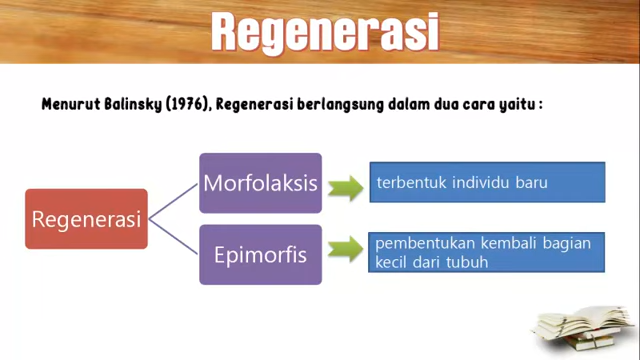 Regenerasi
Menurut Balinsky (1976), Regenerasi berlangsung dalam dua cara yaitu :
Morfolaksis
terbentuk individu baru
Regenerasi
Epimorfis
pembentukan kembali bagian
kecil dari tubuh